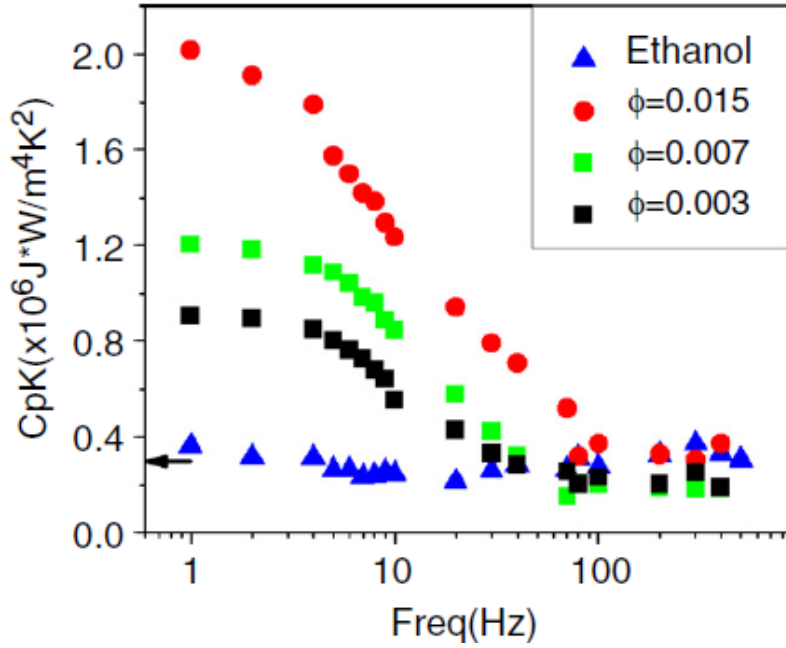 Ethanol
ϕ=0.015
ϕ=0.007
ϕ=0.003
CpK(x10⁶J*W/m⁴K²)
2.0
1.6
1.2
0.8
0.4
0.0
1 10 100
Freq(Hz)